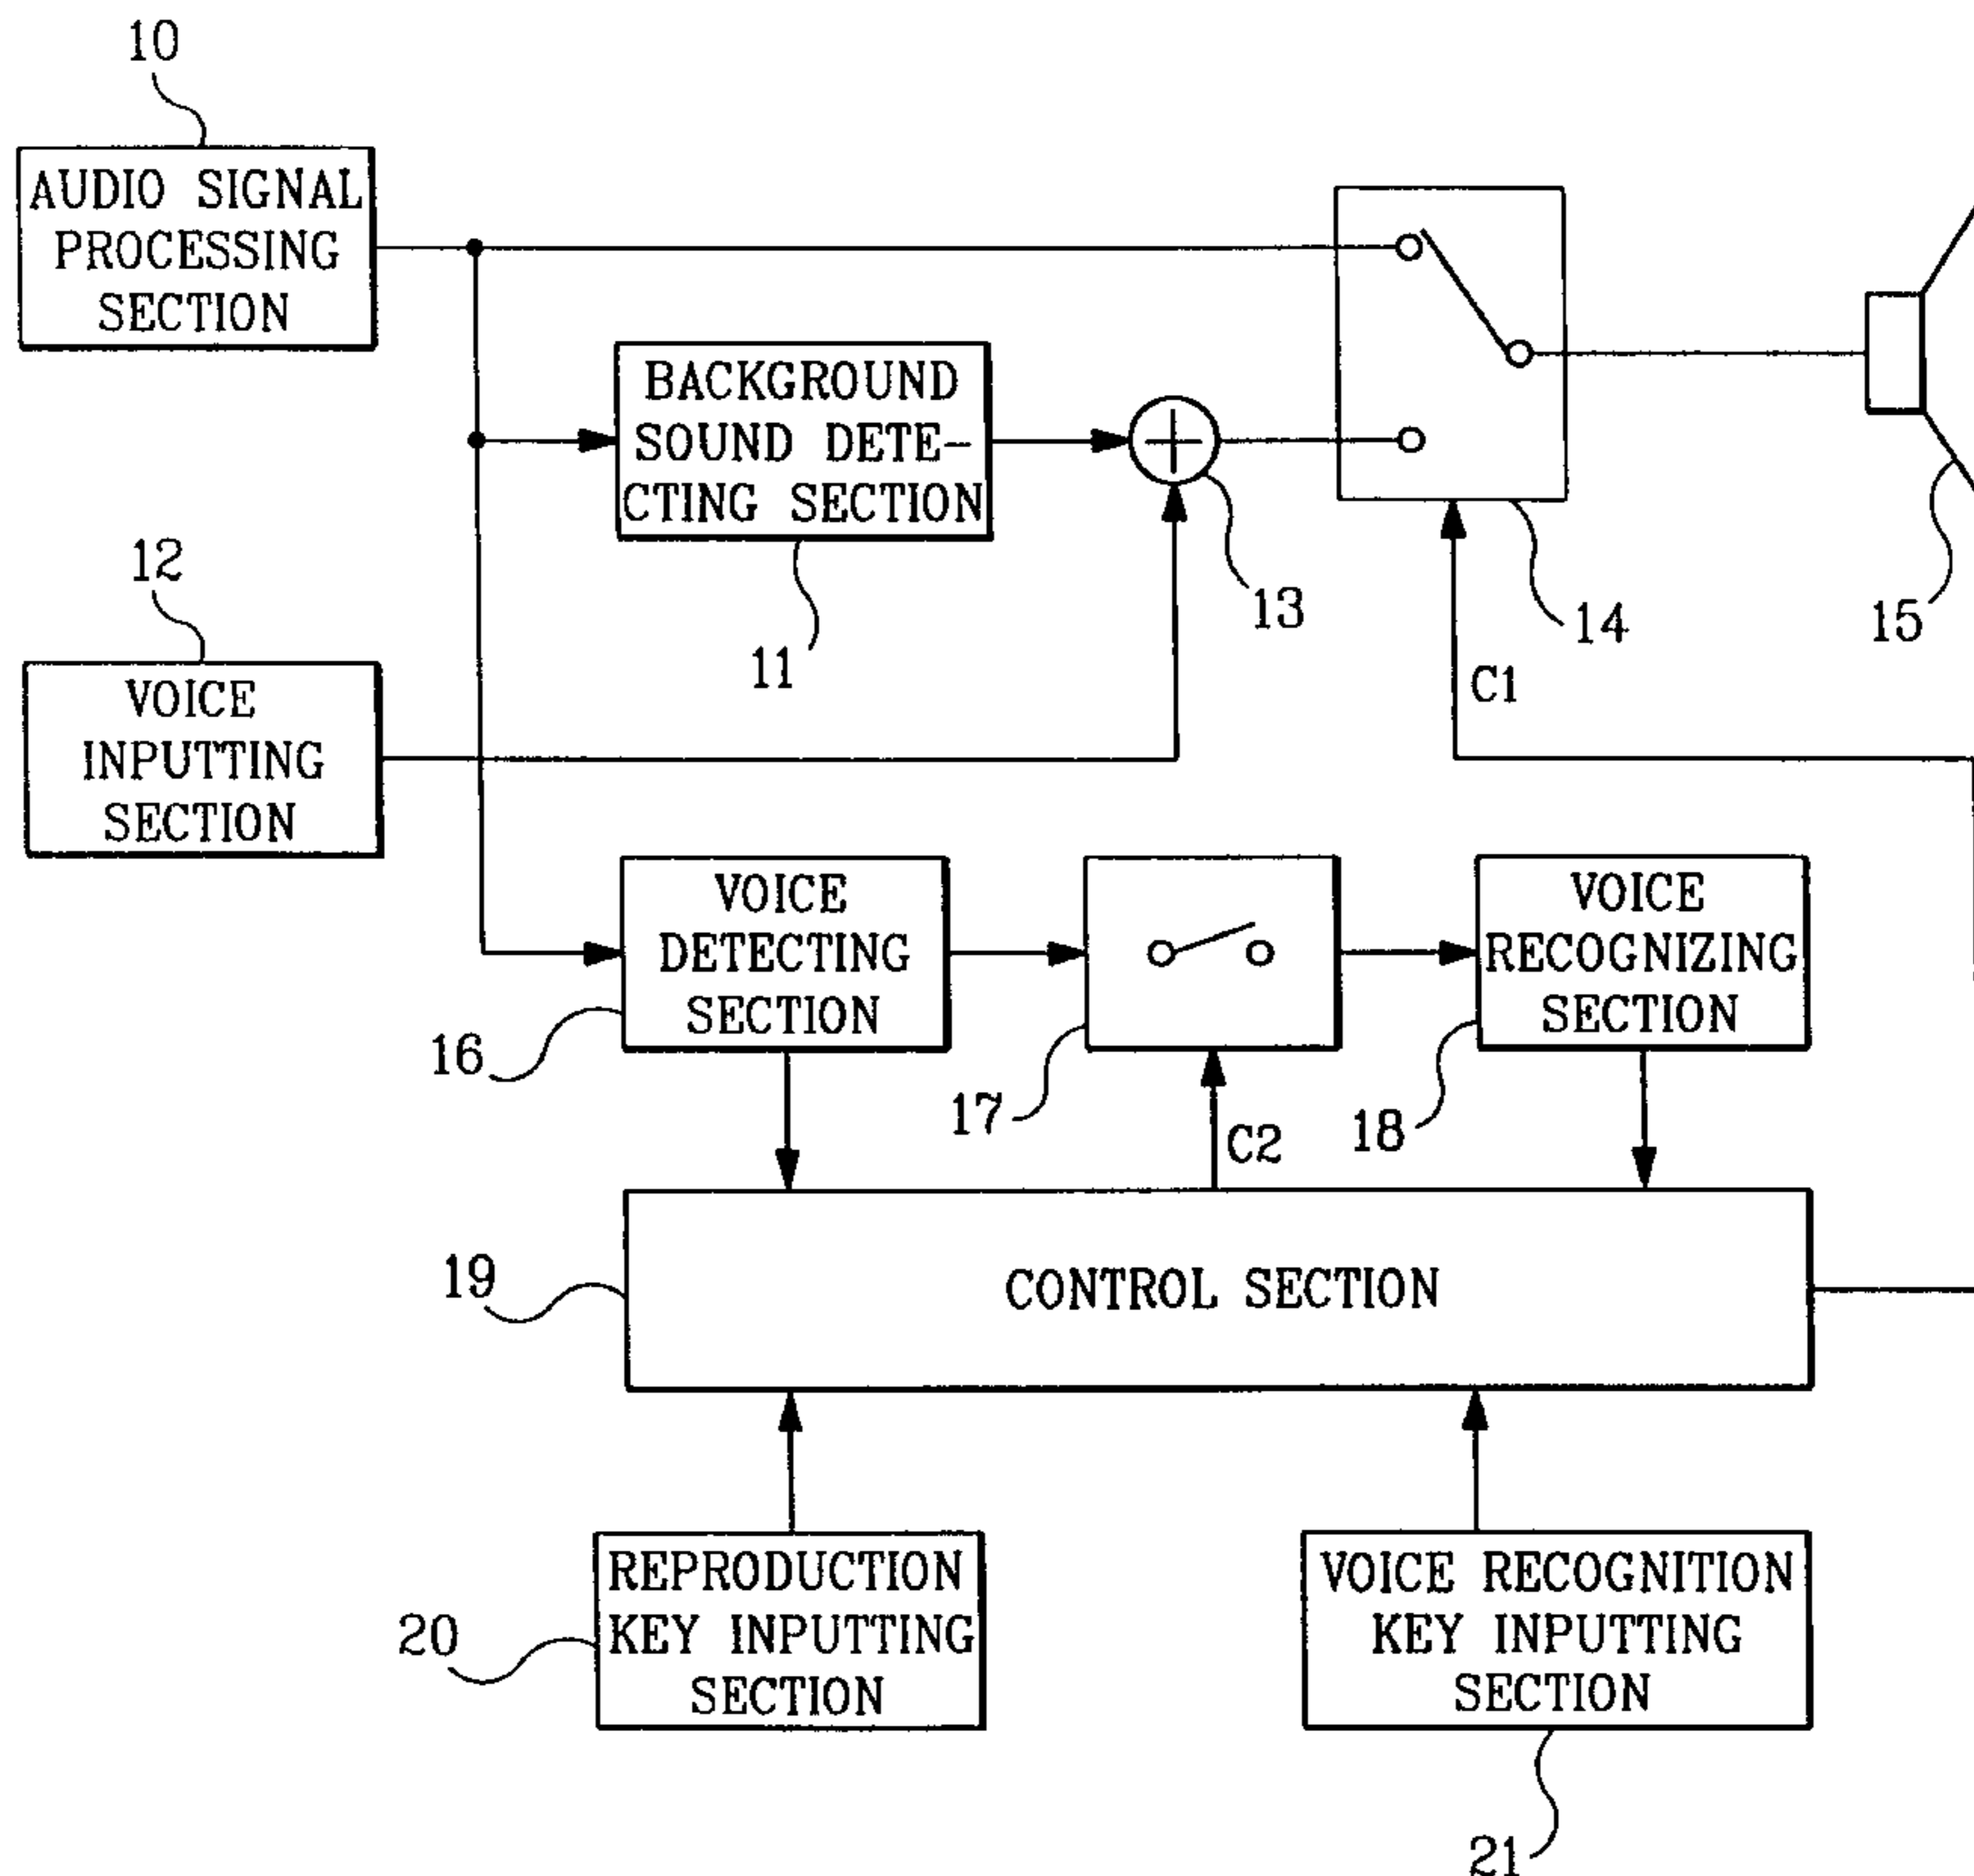 10
AUDIO SIGNAL
PROCESSING
SECTION
BACKGROUND
SOUND DETE-
CTING SECTION
11
12
VOICE
INPUTTING
SECTION
13
14
15
C1
VOICE
DETECTING
SECTION
16
17
VOICE
RECOGNIZING
SECTION
18
C2
19
CONTROL SECTION
20
REPRODUCTION
KEY INPUTTING
SECTION
VOICE RECOGNITION
KEY INPUTTING
SECTION
21